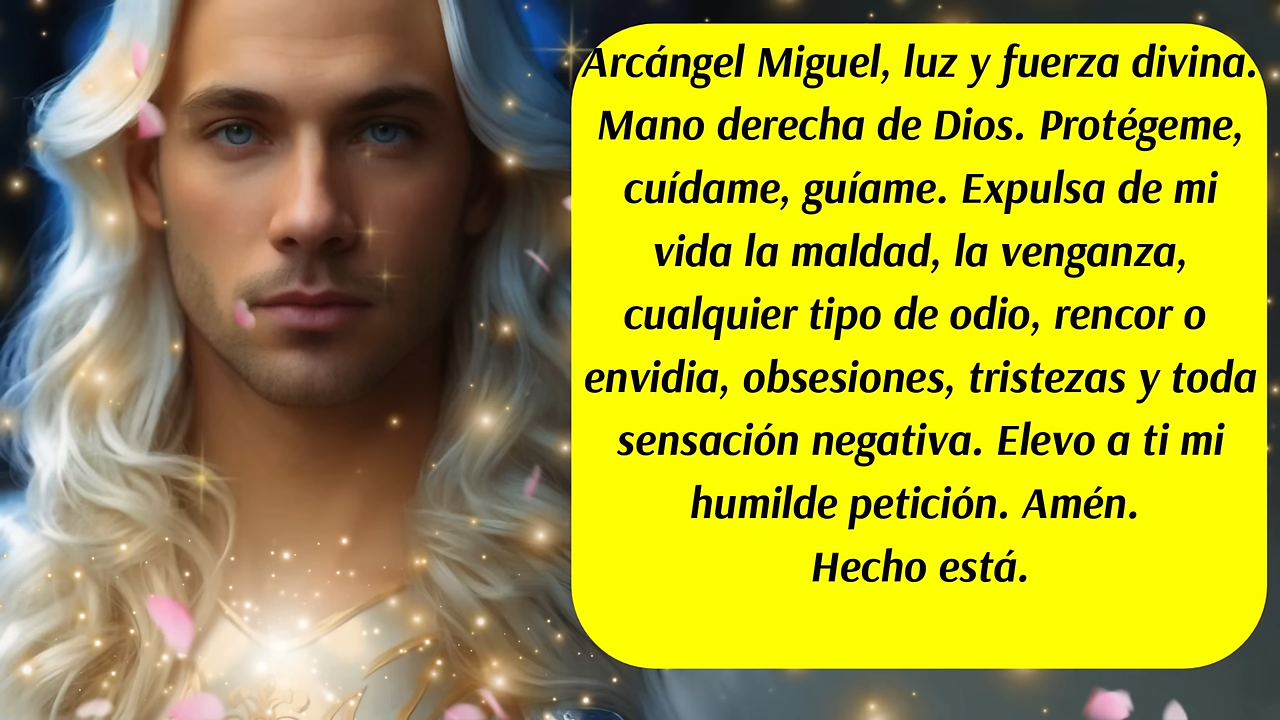 Arcángel Miguel, luz y fuerza divina.
Mano derecha de Dios. Protégeme,
cuídame, guíame. Expulsa de mi
vida la maldad, la venganza,
cualquier tipo de odio, rencor o
envidia, obsesiones, tristezas y toda
sensación negativa. Elevo a ti mi
humilde petición. Amén.
Hecho está.